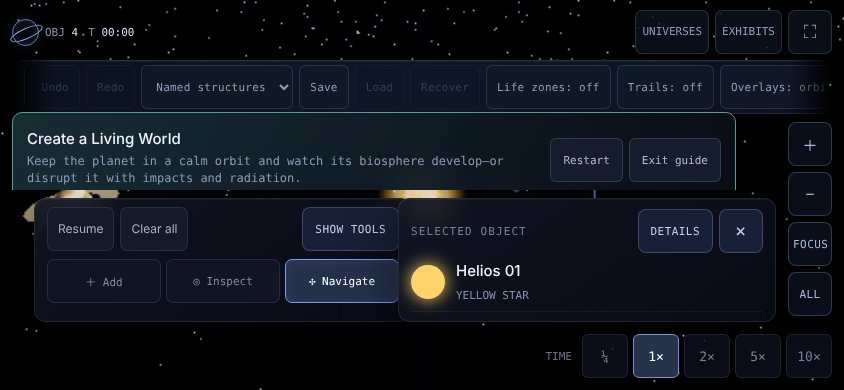 OBJ 4. T 00:00
UNIVERSES
EXHIBITS
Undo
Redo
Named structures
Save
Load
Recover
Life zones: off
Trails: off
Overlays: orbi
Create a Living World
Keep the planet in a calm orbit and watch its biosphere develop—or
disrupt it with impacts and radiation.
Restart
Exit guide
+
−
FOCUS
ALL
Resume
Clear all
SHOW TOOLS
+ Add
◎ Inspect
✣ Navigate
SELECTED OBJECT
DETAILS
×
Helios 01
YELLOW STAR
TIME
¼
1×
2×
5×
10×